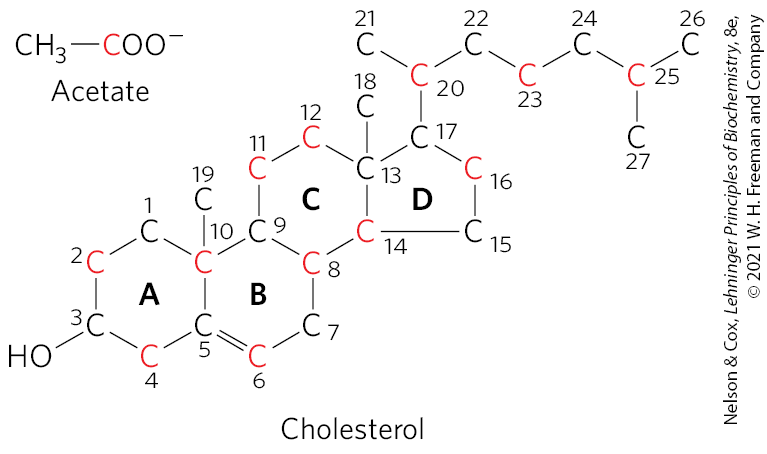 CH₃—COO⁻
Acetate
21 22 24 26
C C C C
C 20 C 23 C 25
18
C
12
C
17
C
C
27
11
C
C 13
C 16
19
C
C
D
1
C
10
9
C
C 14
C 15
2 C
C
C 8
A
B
3 C
C 5
C 7
HO
C 4
C 6
Cholesterol
Nelson & Cox, Lehninger Principles of Biochemistry, 8e,
© 2021 W. H. Freeman and Company